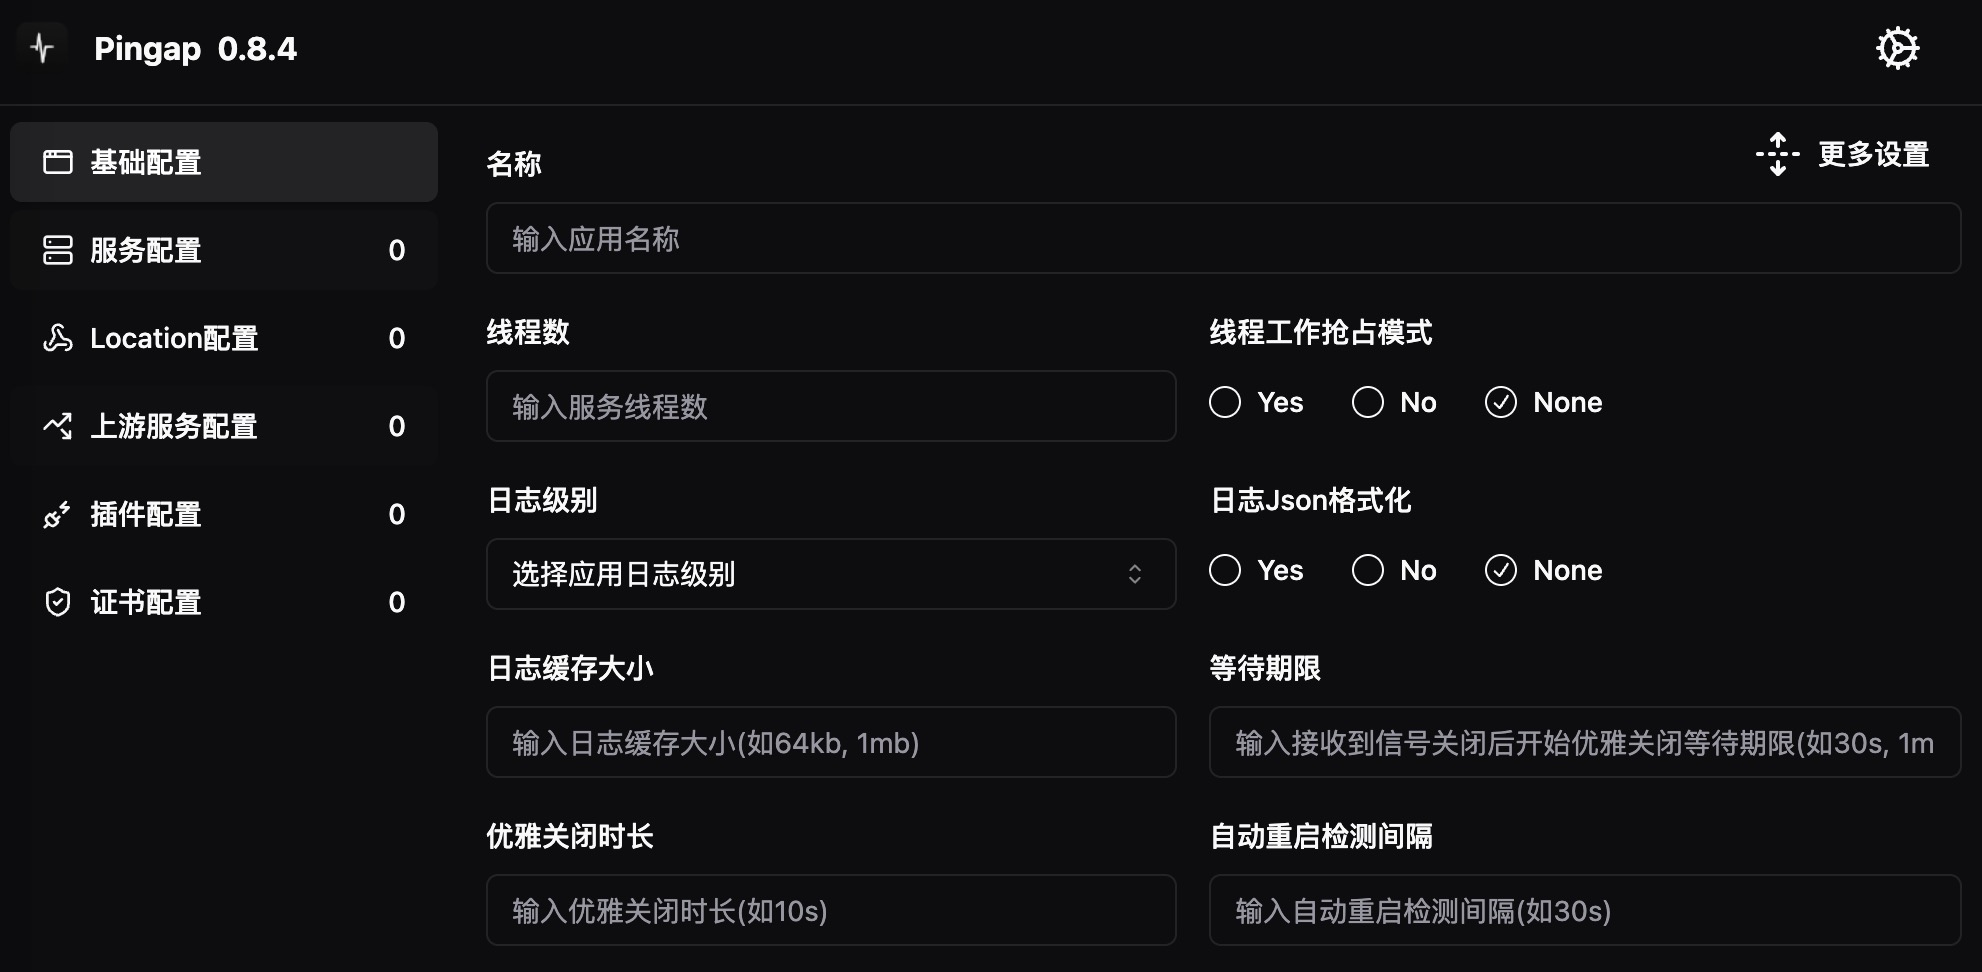 Pingap 0.8.4
基础配置
服务配置 0
Location配置 0
上游服务配置 0
插件配置 0
证书配置 0
名称
更多设置
输入应用名称
线程数
线程工作抢占模式
输入服务线程数
Yes No None
日志级别
日志Json格式化
选择应用日志级别
Yes No None
日志缓存大小
等待期限
输入日志缓存大小(如64kb, 1mb)
输入接收到信号关闭后开始优雅关闭等待期限(如30s, 1m
优雅关闭时长
自动重启检测间隔
输入优雅关闭时长(如10s)
输入自动重启检测间隔(如30s)